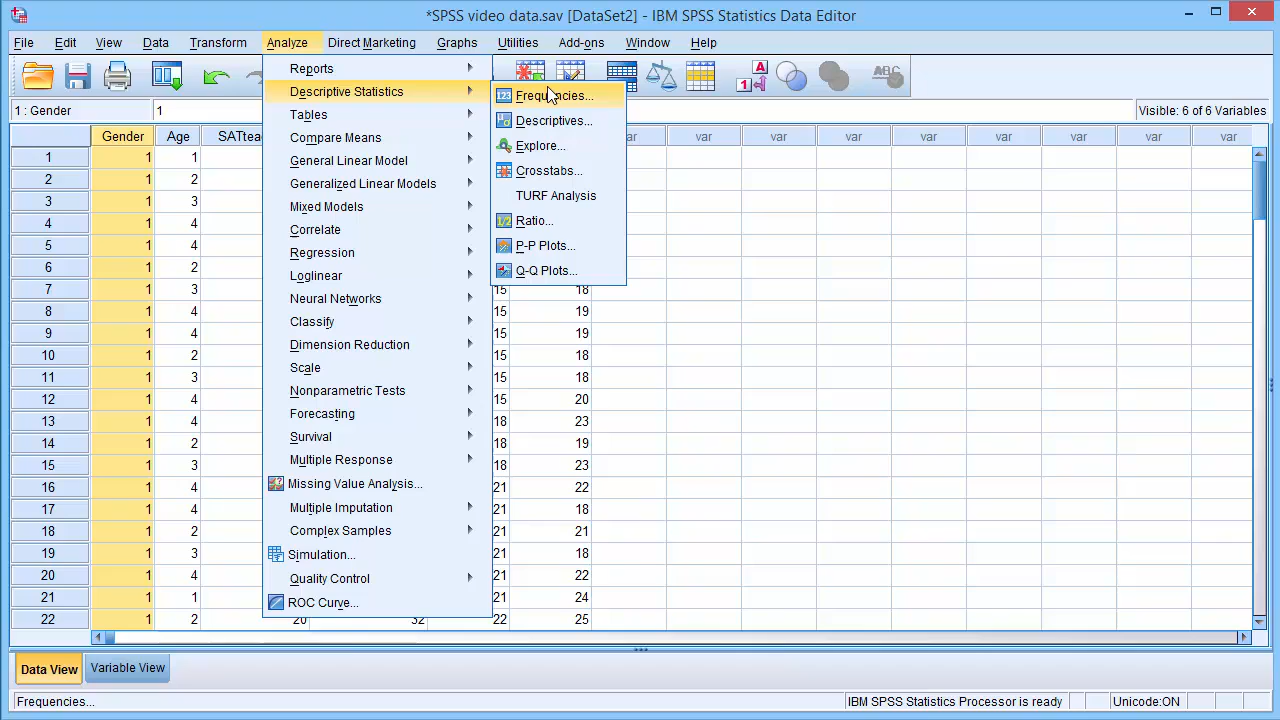 *SPSS video data.sav [DataSet2] - IBM SPSS Statistics Data Editor
File Edit View Data Transform Analyze Direct Marketing Graphs Utilities Add-ons Window Help
1 : Gender 1 Visible: 6 of 6 Variables
Gender Age SATtea var var var var var var var var
Reports
Descriptive Statistics
Tables
Compare Means
General Linear Model
Generalized Linear Models
Mixed Models
Correlate
Regression
Loglinear
Neural Networks
Classify
Dimension Reduction
Scale
Nonparametric Tests
Forecasting
Survival
Multiple Response
Missing Value Analysis...
Multiple Imputation
Complex Samples
Simulation...
Quality Control
ROC Curve...
Frequencies...
Descriptives...
Explore...
Crosstabs...
TURF Analysis
Ratio...
P-P Plots...
Q-Q Plots...
1 1 1
2 1 2
3 1 3
4 1 4
5 1 4
6 1 2
7 1 3 15 18
8 1 4 15 19
9 1 4 15 19
10 1 2 15 18
11 1 3 15 18
12 1 4 15 20
13 1 4 18 23
14 1 2 18 19
15 1 3 18 23
16 1 4 21 22
17 1 4 21 18
18 1 2 21 21
19 1 3 21 18
20 1 4 21 22
21 1 1 21 24
22 1 2 20 32 22 25
Data View Variable View
Frequencies... IBM SPSS Statistics Processor is ready Unicode:ON